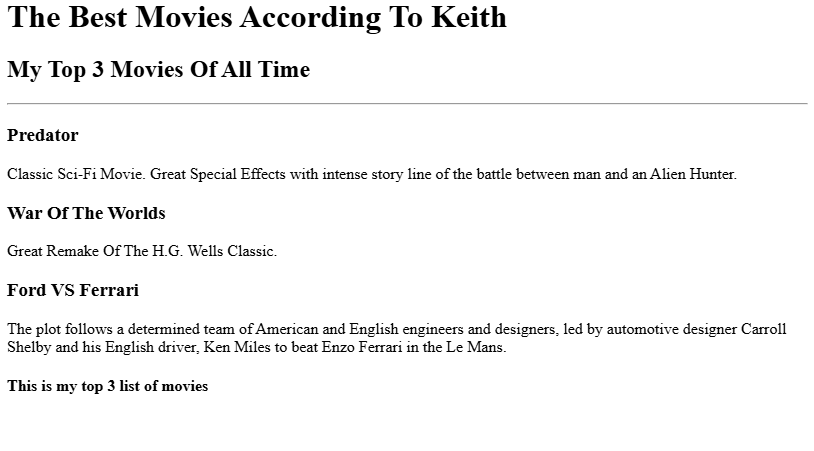 The Best Movies According To Keith
My Top 3 Movies Of All Time
Predator
Classic Sci-Fi Movie. Great Special Effects with intense story line of the battle between man and an Alien Hunter.
War Of The Worlds
Great Remake Of The H.G. Wells Classic.
Ford VS Ferrari
The plot follows a determined team of American and English engineers and designers, led by automotive designer Carroll
Shelby and his English driver, Ken Miles to beat Enzo Ferrari in the Le Mans.
This is my top 3 list of movies